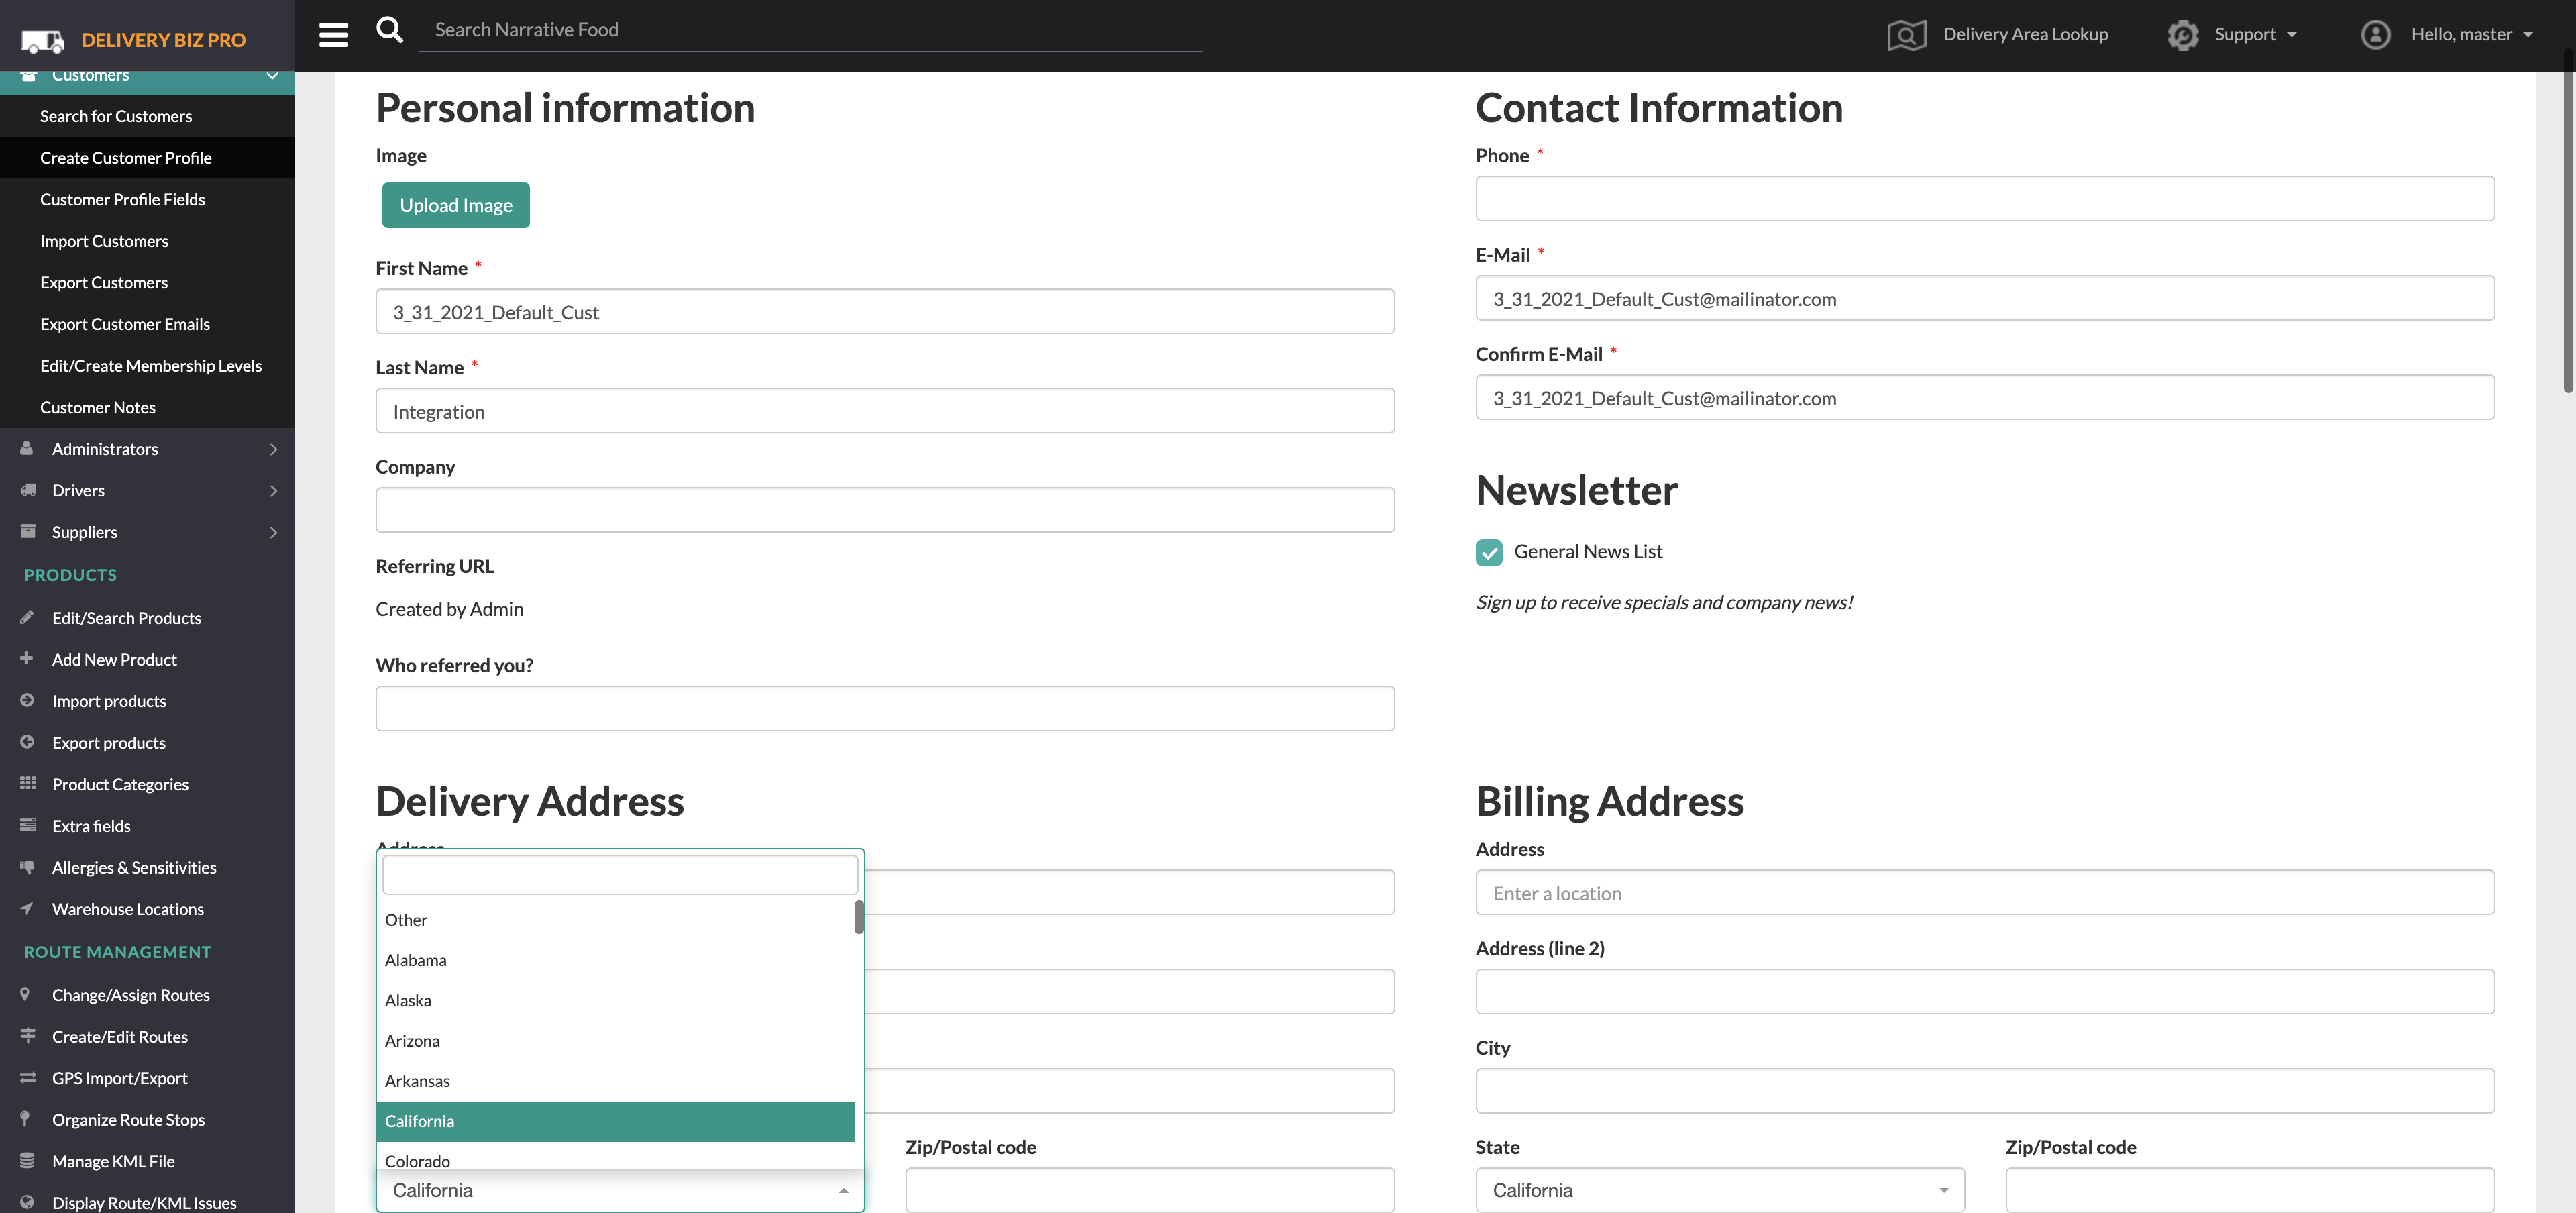 DELIVERY BIZ PRO
Search Narrative Food
Delivery Area Lookup
Support
Hello, master
Customers
Search for Customers
Create Customer Profile
Customer Profile Fields
Import Customers
Export Customers
Export Customer Emails
Edit/Create Membership Levels
Customer Notes
Administrators
Drivers
Suppliers
PRODUCTS
Edit/Search Products
Add New Product
Import products
Export products
Product Categories
Extra fields
Allergies & Sensitivities
Warehouse Locations
ROUTE MANAGEMENT
Change/Assign Routes
Create/Edit Routes
GPS Import/Export
Organize Route Stops
Manage KML File
Display Route/KML Issues
Personal information
Image
Upload Image
First Name *
3_31_2021_Default_Cust
Last Name *
Integration
Company
Referring URL
Created by Admin
Who referred you?
Delivery Address
Address
Other
Alabama
Alaska
Arizona
Arkansas
California
Colorado
California
Zip/Postal code
Contact Information
Phone *
E-Mail *
3_31_2021_Default_Cust@mailinator.com
Confirm E-Mail *
3_31_2021_Default_Cust@mailinator.com
Newsletter
General News List
Sign up to receive specials and company news!
Billing Address
Address
Enter a location
Address (line 2)
City
State
California
Zip/Postal code